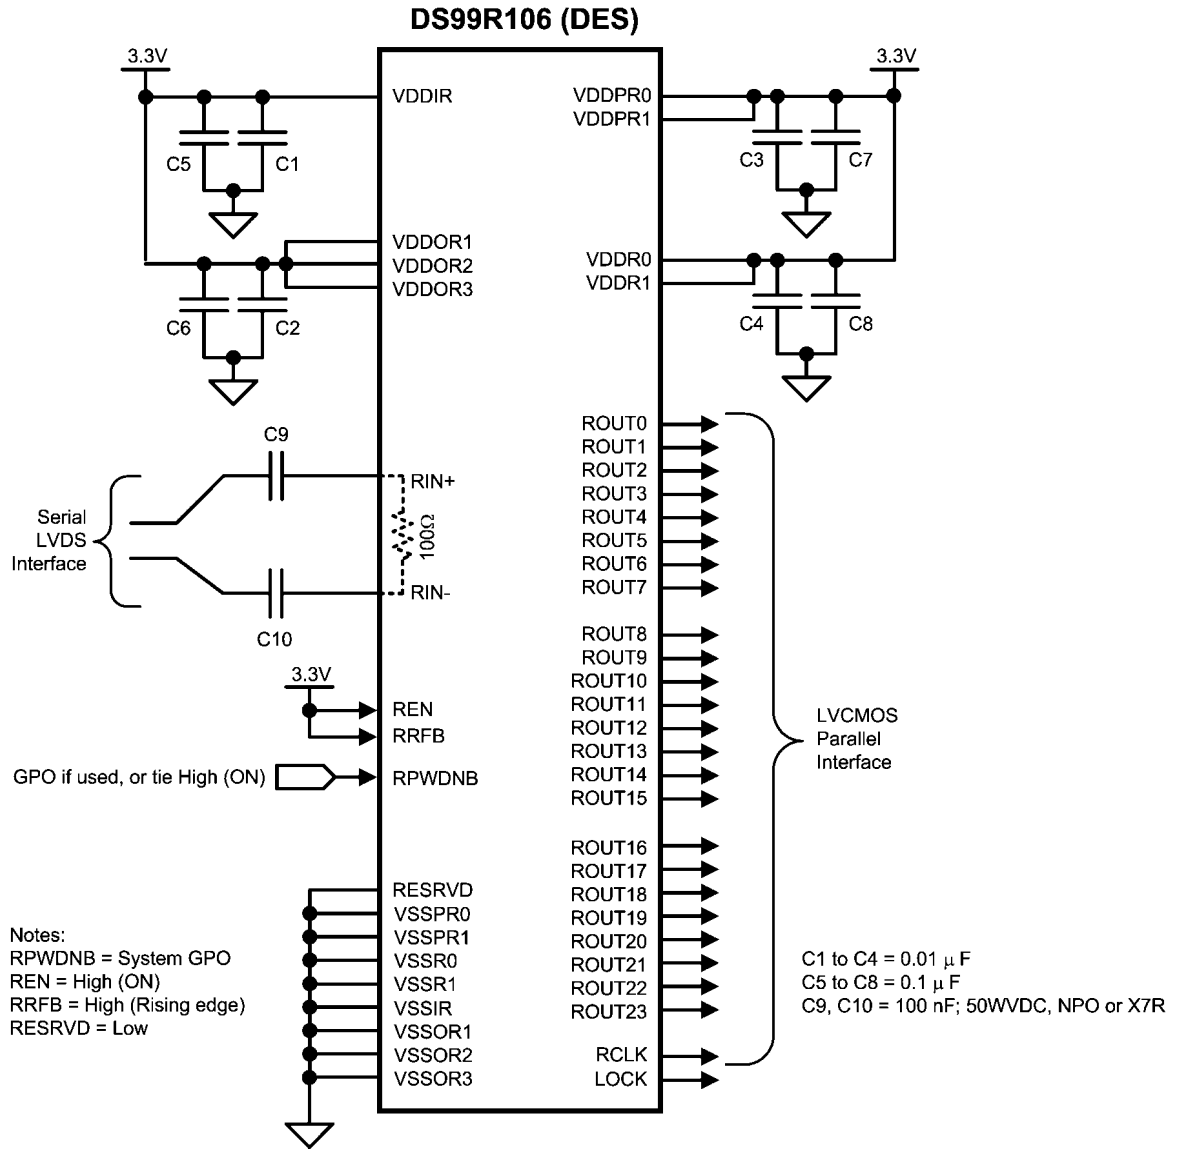 DS99R106 (DES)
3.3V
3.3V
VDDIR
VDDPR0
VDDPR1
C5
C1
C3
C7
VDDOR1
VDDOR2
VDDOR3
VDDR0
VDDR1
C6
C2
C4
C8
C9
RIN+
100Ω
RIN-
C10
Serial
LVDS
Interface
3.3V
REN
RRFB
GPO if used, or tie High (ON)
RPWDNB
RESRVD
VSSPR0
VSSPR1
VSSR0
VSSR1
VSSIR
VSSOR1
VSSOR2
VSSOR3
ROUT0
ROUT1
ROUT2
ROUT3
ROUT4
ROUT5
ROUT6
ROUT7
ROUT8
ROUT9
ROUT10
ROUT11
ROUT12
ROUT13
ROUT14
ROUT15
ROUT16
ROUT17
ROUT18
ROUT19
ROUT20
ROUT21
ROUT22
ROUT23
RCLK
LOCK
LVCMOS
Parallel
Interface
Notes:
RPWDNB = System GPO
REN = High (ON)
RRFB = High (Rising edge)
RESRVD = Low
C1 to C4 = 0.01 μ F
C5 to C8 = 0.1 μ F
C9, C10 = 100 nF; 50WVDC, NPO or X7R